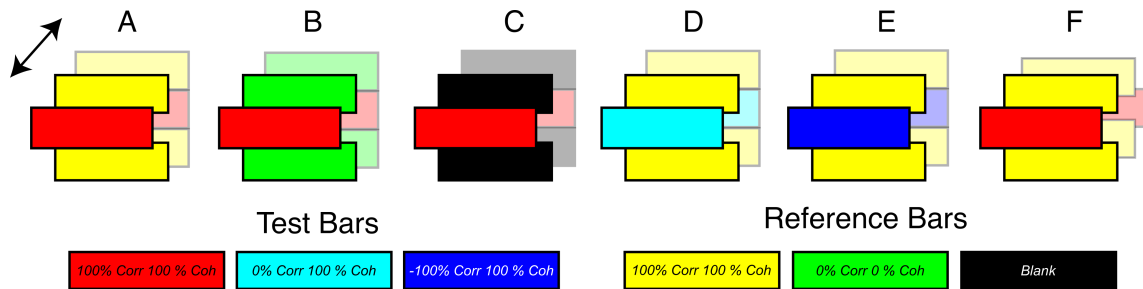 A B C D E F
Test Bars Reference Bars
100% Corr 100 % Coh 0% Corr 100 % Coh -100% Corr 100 % Coh 100% Corr 100 % Coh 0% Corr 0 % Coh Blank